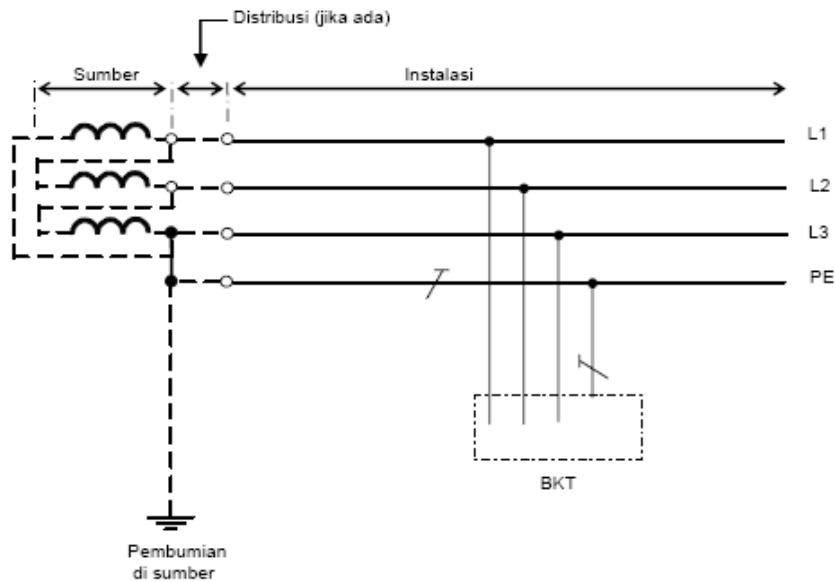 Distribusi (jika ada)
Sumber
Instalasi
L1
L2
L3
PE
BKT
Pembumian
di sumber